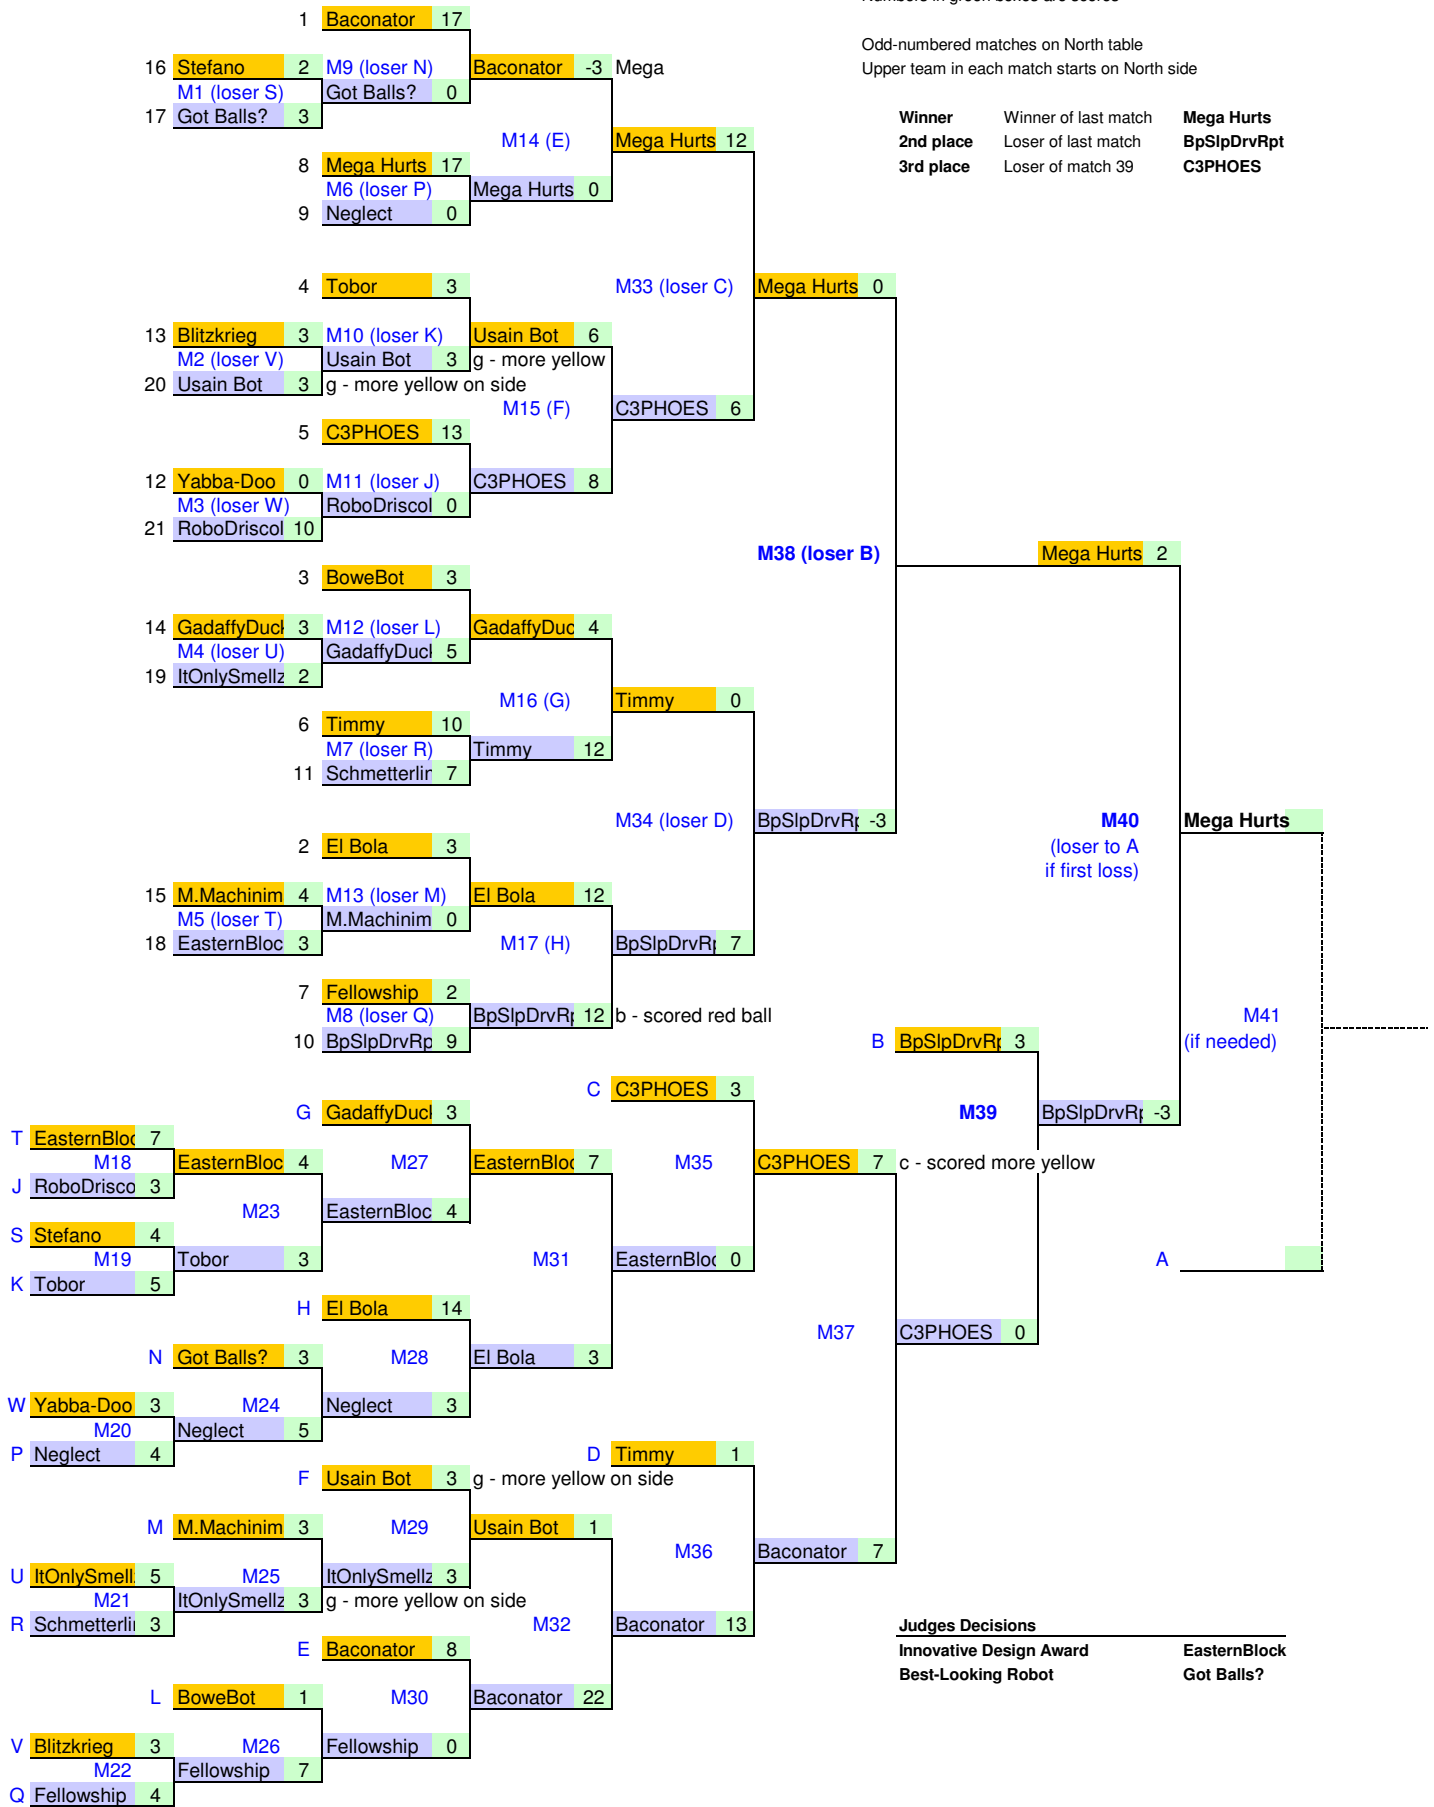 Numbers in green boxes are scores
1 Baconator 17
Odd-numbered matches on North table
16 Stefano 2 M9 (loser N) Baconator -3 Mega
Upper team in each match starts on North side
M1 (loser S) Got Balls? 0
17 Got Balls? 3
Winner Winner of last match Mega Hurts
M14 (E) Mega Hurts 12
2nd place Loser of last match BpSlpDrvRpt
8 Mega Hurts 17
3rd place Loser of match 39 C3PHOES
M6 (loser P) Mega Hurts 0
9 Neglect 0
4 Tobor 3 M33 (loser C) Mega Hurts 0
13 Blitzkrieg 3 M10 (loser K) Usain Bot 6
M2 (loser V) Usain Bot 3 g - more yellow
20 Usain Bot 3 g - more yellow on side
M15 (F) C3PHOES 6
5 C3PHOES 13
12 Yabba-Doo 0 M11 (loser J) C3PHOES 8
M3 (loser W) RoboDriscol 0
21 RoboDriscol 10
M38 (loser B) Mega Hurts 2
3 BoweBot 3
14 GadaffyDuck 3 M12 (loser L) GadaffyDuc 4
M4 (loser U) GadaffyDuck 5
19 ItOnlySmellz 2
M16 (G) Timmy 0
6 Timmy 10
M7 (loser R) Timmy 12
11 Schmetterlin 7
M34 (loser D) BpSlpDrvRp -3 M40 Mega Hurts
2 El Bola 3 (loser to A
if first loss)
15 M.Machinim 4 M13 (loser M) El Bola 12
M5 (loser T) M.Machinim 0
18 EasternBloc 3 M17 (H) BpSlpDrvRp 7
7 Fellowship 2
M8 (loser Q) BpSlpDrvRp 12 b - scored red ball M41
10 BpSlpDrvRp 9 B BpSlpDrvRp 3 (if needed)
C C3PHOES 3
G GadaffyDuck 3 M39 BpSlpDrvRp -3
T EasternBloc 7
M18 EasternBloc 4 M27 EasternBloc 7 M35 C3PHOES 7 c - scored more yellow
J RoboDrisco 3
M23 EasternBloc 4
S Stefano 4
M19 Tobor 3 M31 EasternBloc 0 A
K Tobor 5
H El Bola 14
M37 C3PHOES 0
N Got Balls? 3 M28 El Bola 3
W Yabba-Doo 3 M24 Neglect 3
M20 Neglect 5
P Neglect 4 D Timmy 1
F Usain Bot 3 g - more yellow on side
M M.Machinim 3 M29 Usain Bot 1
M36 Baconator 7
U ItOnlySmell 5 M25 ItOnlySmellz 3
M21 ItOnlySmellz 3 g - more yellow on side
R Schmetterlin 3 M32 Baconator 13 Judges Decisions
E Baconator 8 Innovative Design Award EasternBlock
Best-Looking Robot Got Balls?
L BoweBot 1 M30 Baconator 22
V Blitzkrieg 3 M26 Fellowship 0
M22 Fellowship 7
Q Fellowship 4